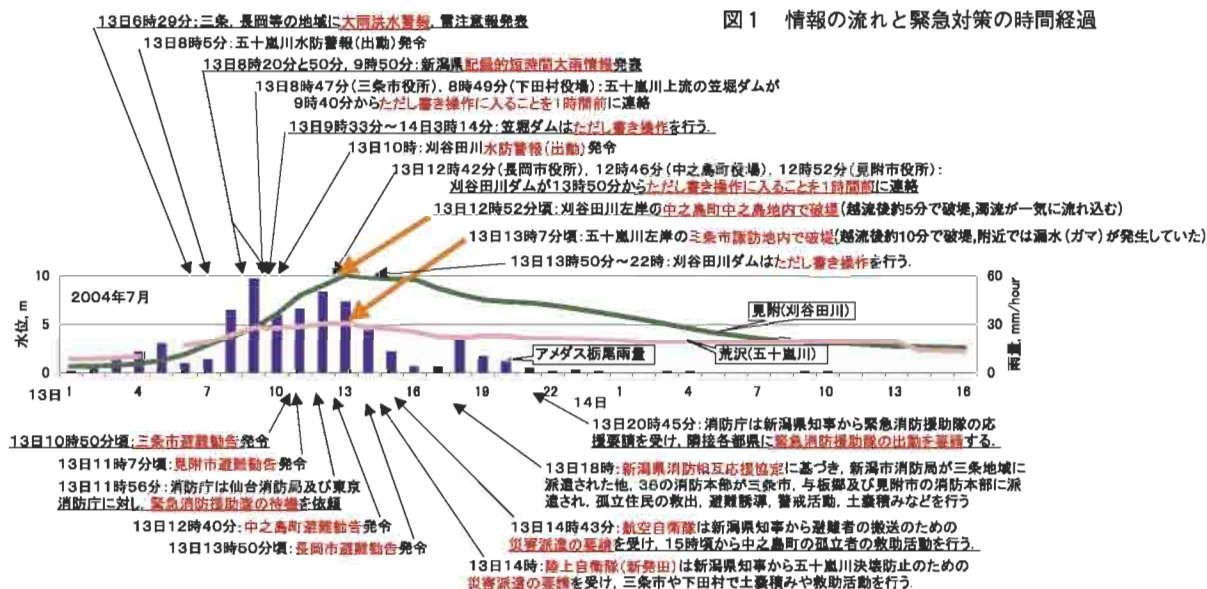 図1 情報の流れと緊急対策の時間経過
13日6時29分：三条，長岡等の地域に大雨洪水警報，雷注意報発表
13日8時5分：五十嵐川水防警報（出動）発令
13日8時20分と50分，9時50分：新潟県記録的短時間大雨情報発表
13日8時47分（三条市役所），8時49分（下田村役場）：五十嵐川上流の笠堀ダムが
9時40分からただし書き操作に入ることを1時間前に連絡
13日9時33分～14日3時14分：笠堀ダムはただし書き操作を行う．
13日10時：刈谷田川水防警報（出動）発令
13日12時42分（長岡市役所），12時46分（中之島町役場），12時52分（見附市役所）：
刈谷田川ダムが13時50分からただし書き操作に入ることを1時間前に連絡
13日12時52分頃：刈谷田川左岸の中之島町中之島地内で破堤（越流後約5分で破堤，濁流が一気に流れ込む）
13日13時7分頃：五十嵐川左岸の三条市諏訪地内で破堤（越流後約10分で破堤，附近では漏水（ガマ）が発生していた）
13日13時50分～22時：刈谷田川ダムはただし書き操作を行う．
2004年7月
水位，m
10
5
0
60
30
0
雨量，mm/hour
見附（刈谷田川）
荒沢（五十嵐川）
アメダス栃尾雨量
1 4 7 10 13 16 19 22 1 4 7 10 13 16
13日 14日
13日10時50分頃：三条市避難勧告発令
13日11時7分頃：見附市避難勧告発令
13日11時56分：消防庁は仙台消防局及び東京
消防庁に対し，緊急消防援助隊の待機を依頼
13日12時40分：中之島町避難勧告発令
13日13時50分頃：長岡市避難勧告発令
13日20時45分：消防庁は新潟県知事から緊急消防援助隊の応
援要請を受け，隣接各都県に緊急消防援助隊の出動を要請する．
13日18時：新潟県消防相互応援協定に基づき，新潟市消防局が三条地域に
派遣された他，38の消防本部が三条市，与板郷及び見附市の消防本部に派
遣され，孤立住民の救出，避難誘導，警戒活動，土嚢積みなどを行う
13日14時43分：航空自衛隊は新潟県知事から避難者の搬送のための
災害派遣の要請を受け，15時頃から中之島町の孤立者の救助活動を行う．
13日14時：陸上自衛隊（新発田）は新潟県知事から五十嵐川決壊防止のための
災害派遣の要請を受け，三条市や下田村で土嚢積みや救助活動を行う．